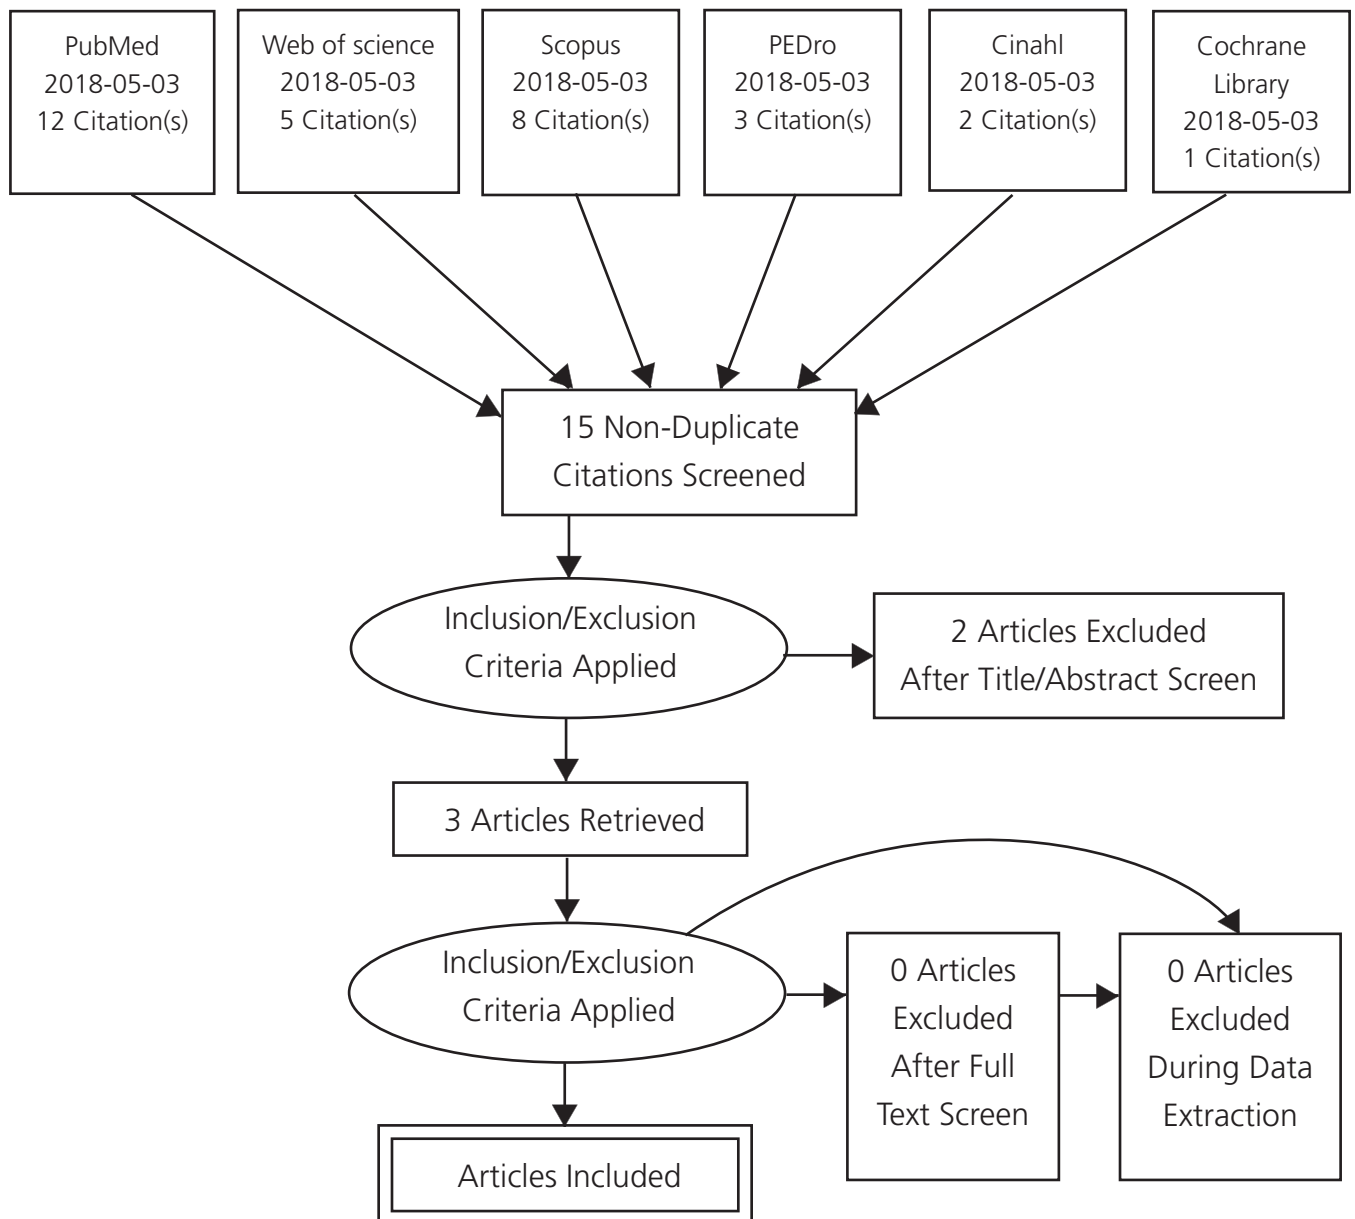 PubMed
2018-05-03
12 Citation(s)
Web of science
2018-05-03
5 Citation(s)
Scopus
2018-05-03
8 Citation(s)
PEDro
2018-05-03
3 Citation(s)
Cinahl
2018-05-03
2 Citation(s)
Cochrane
Library
2018-05-03
1 Citation(s)
15 Non-Duplicate
Citations Screened
Inclusion/Exclusion
Criteria Applied
2 Articles Excluded
After Title/Abstract Screen
3 Articles Retrieved
Inclusion/Exclusion
Criteria Applied
0 Articles
Excluded
After Full
Text Screen
0 Articles
Excluded
During Data
Extraction
Articles Included